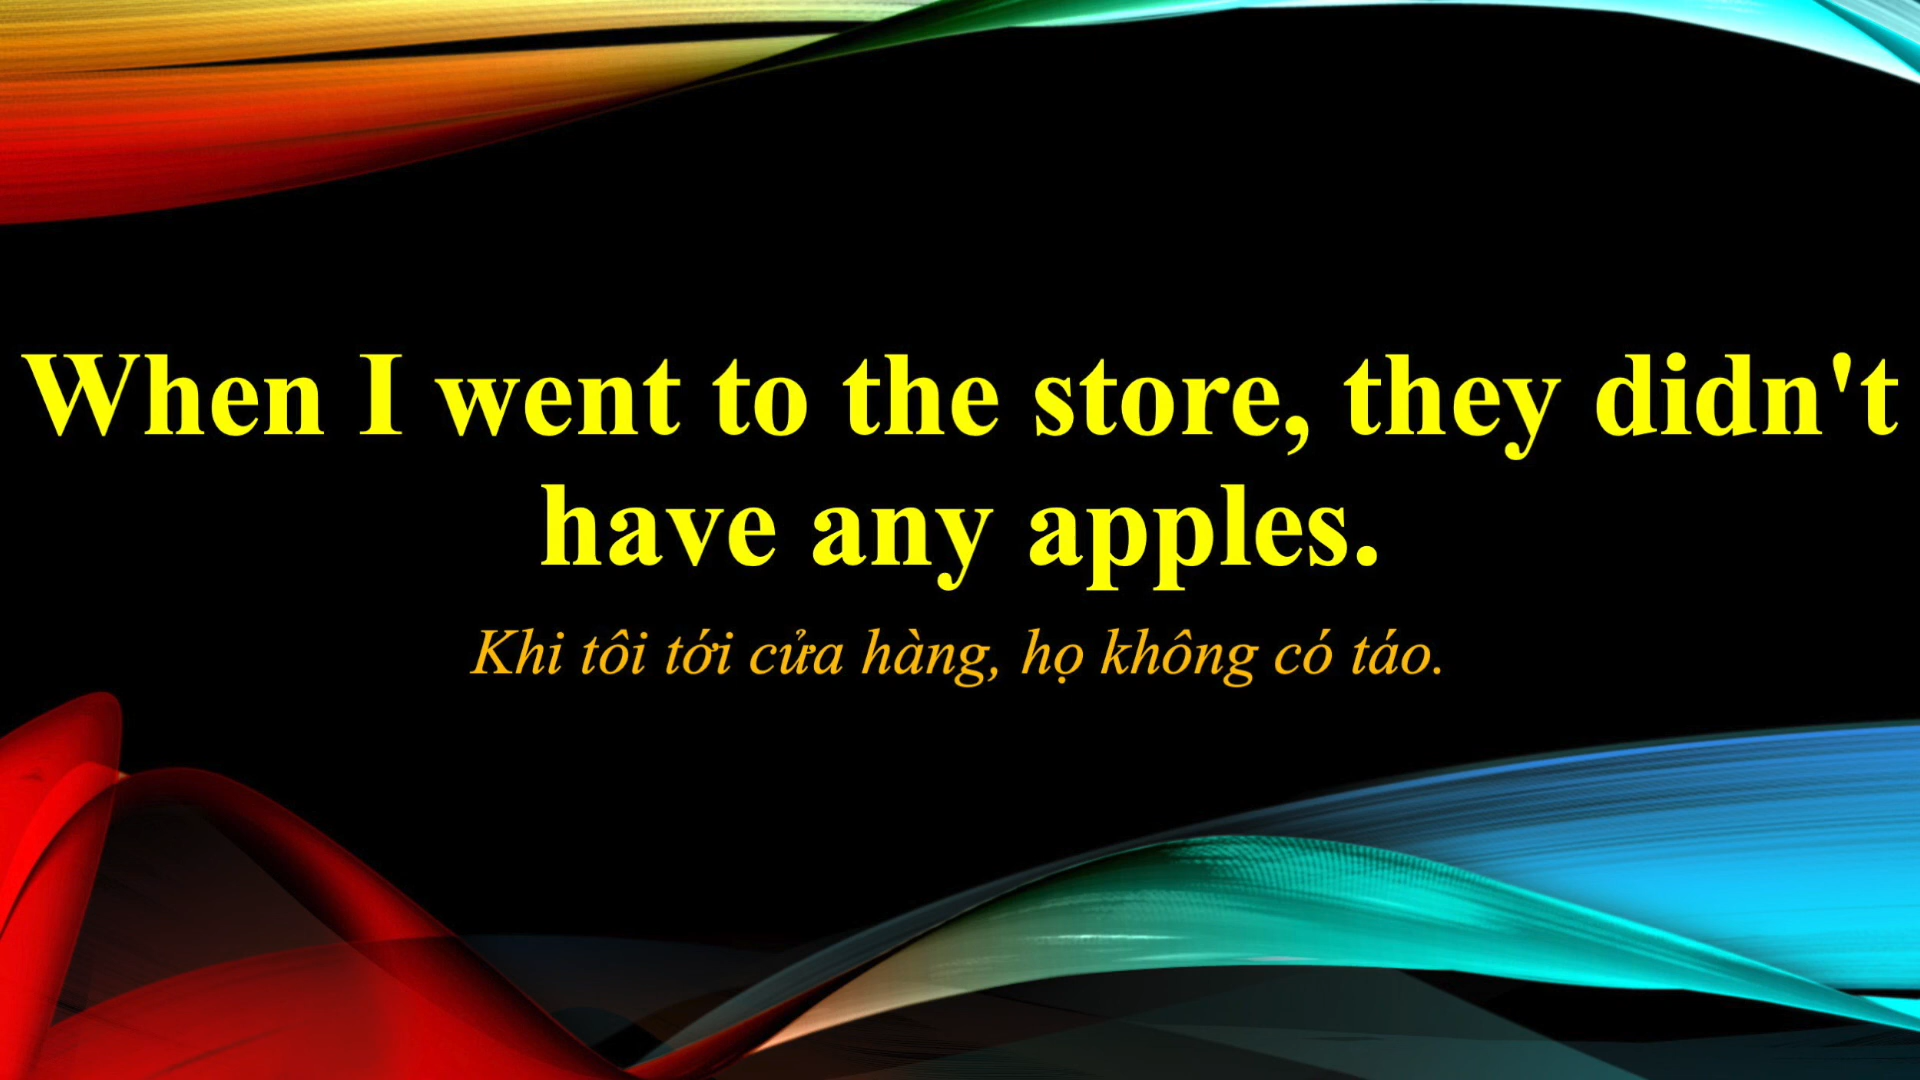 When I went to the store, they didn't
have any apples.
Khi tôi tới cửa hàng, họ không có táo.